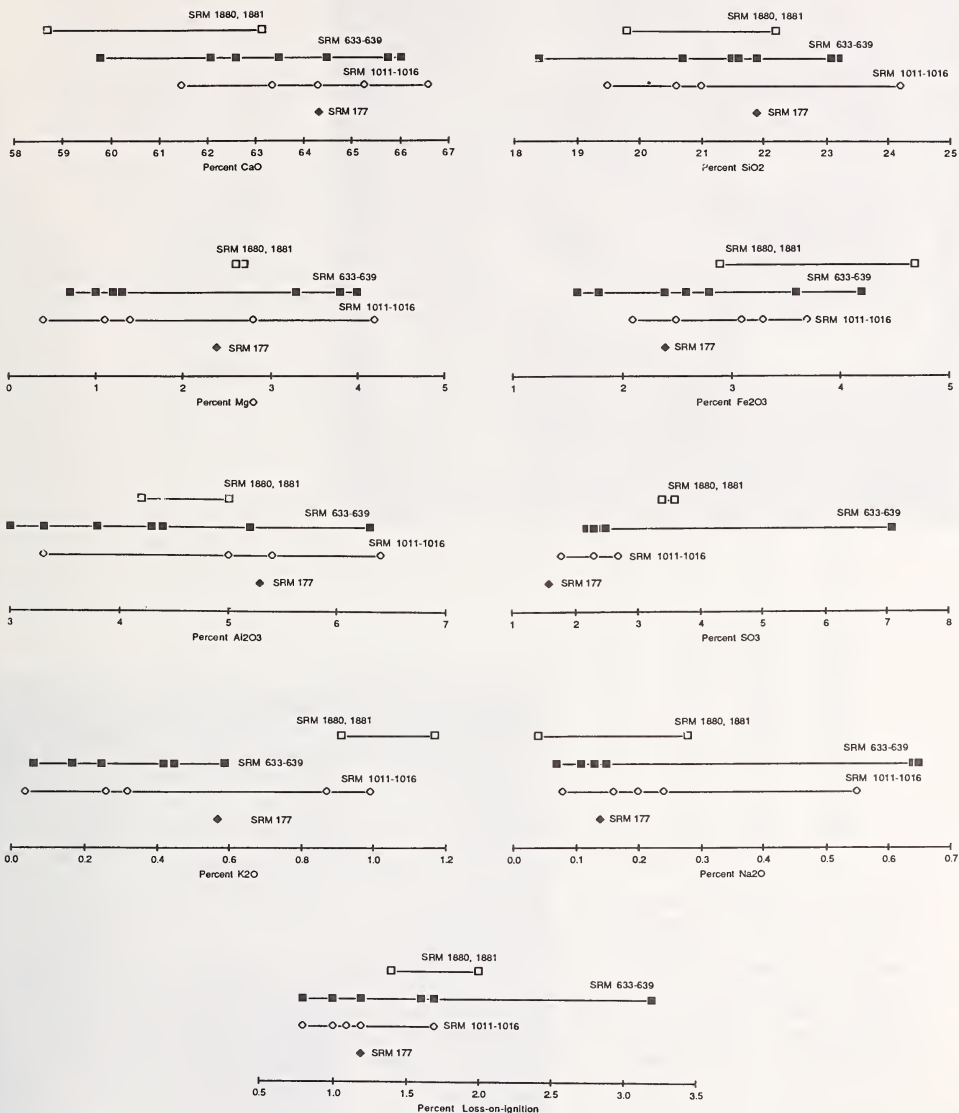 SRM 1880, 1881
SRM 633-639
SRM 1011-1016
SRM 177
58 59 60 61 62 63 64 65 66 67
Percent CaO
SRM 1880, 1881
SRM 633-639
SRM 1011-1016
SRM 177
18 19 20 21 22 23 24 25
Percent SiO2
SRM 1880, 1881
SRM 633-639
SRM 1011-1016
SRM 177
0 1 2 3 4 5
Percent MgO
SRM 1880, 1881
SRM 633-639
SRM 1011-1016
SRM 177
1 2 3 4 5
Percent Fe2O3
SRM 1880, 1881
SRM 633-639
SRM 1011-1016
SRM 177
3 4 5 6 7
Percent Al2O3
SRM 1880, 1881
SRM 633-639
SRM 1011-1016
SRM 177
1 2 3 4 5 6 7 8
Percent SO3
SRM 1880, 1881
SRM 633-639
SRM 1011-1016
SRM 177
0.0 0.2 0.4 0.6 0.8 1.0 1.2
Percent K2O
SRM 1880, 1881
SRM 633-639
SRM 1011-1016
SRM 177
0.0 0.1 0.2 0.3 0.4 0.5 0.6 0.7
Percent Na2O
SRM 1880, 1881
SRM 633-639
SRM 1011-1016
SRM 177
0.5 1.0 1.5 2.0 2.5 3.0 3.5
Percent Loss-on-Ignition